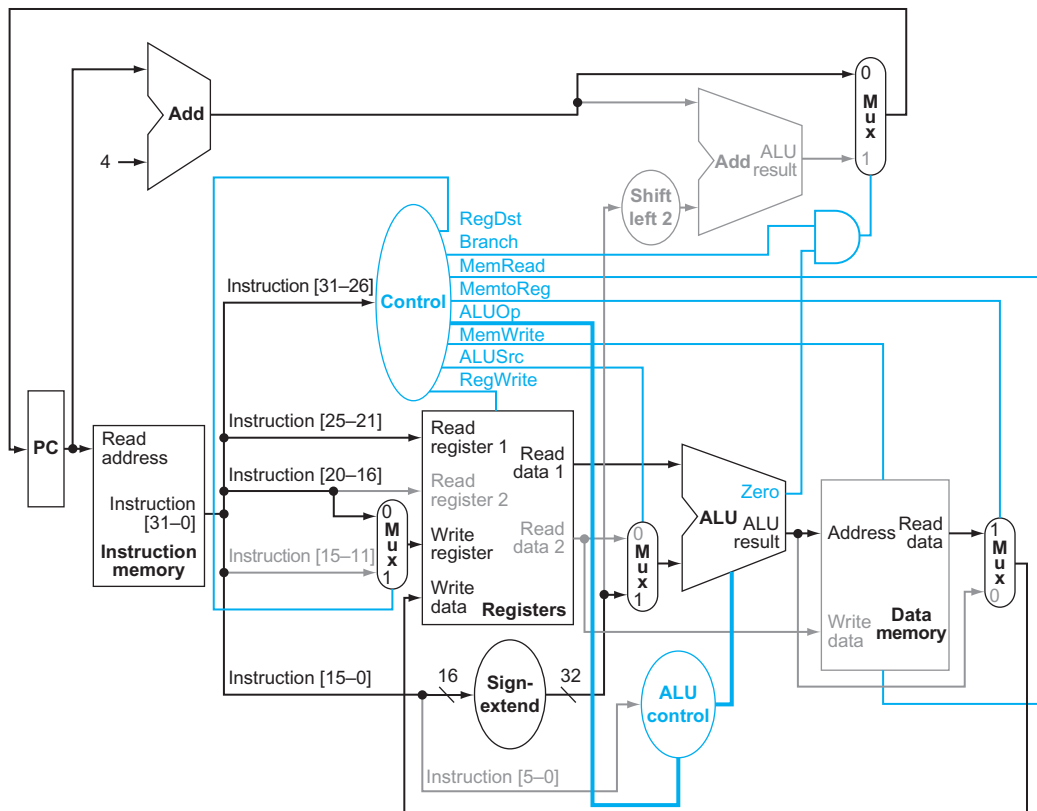 0
Mux
1
Add
4
Add
ALU
result
Shift
left 2
RegDst
Branch
MemRead
MemtoReg
ALUOp
MemWrite
ALUSrc
RegWrite
Control
Instruction [31–26]
Instruction [25–21]
Instruction [20–16]
Instruction [15–11]
Instruction [15–0]
Instruction [5–0]
PC
Read
address
Instruction
[31–0]
Instruction
memory
0
Mux
1
Read
register 1
Read
register 2
Write
register
Write
data
Read
data 1
Read
data 2
Registers
0
Mux
1
Zero
ALU
ALU
result
Address
Read
data
Write
data
Data
memory
1
Mux
0
16
Sign-
extend
32
ALU
control